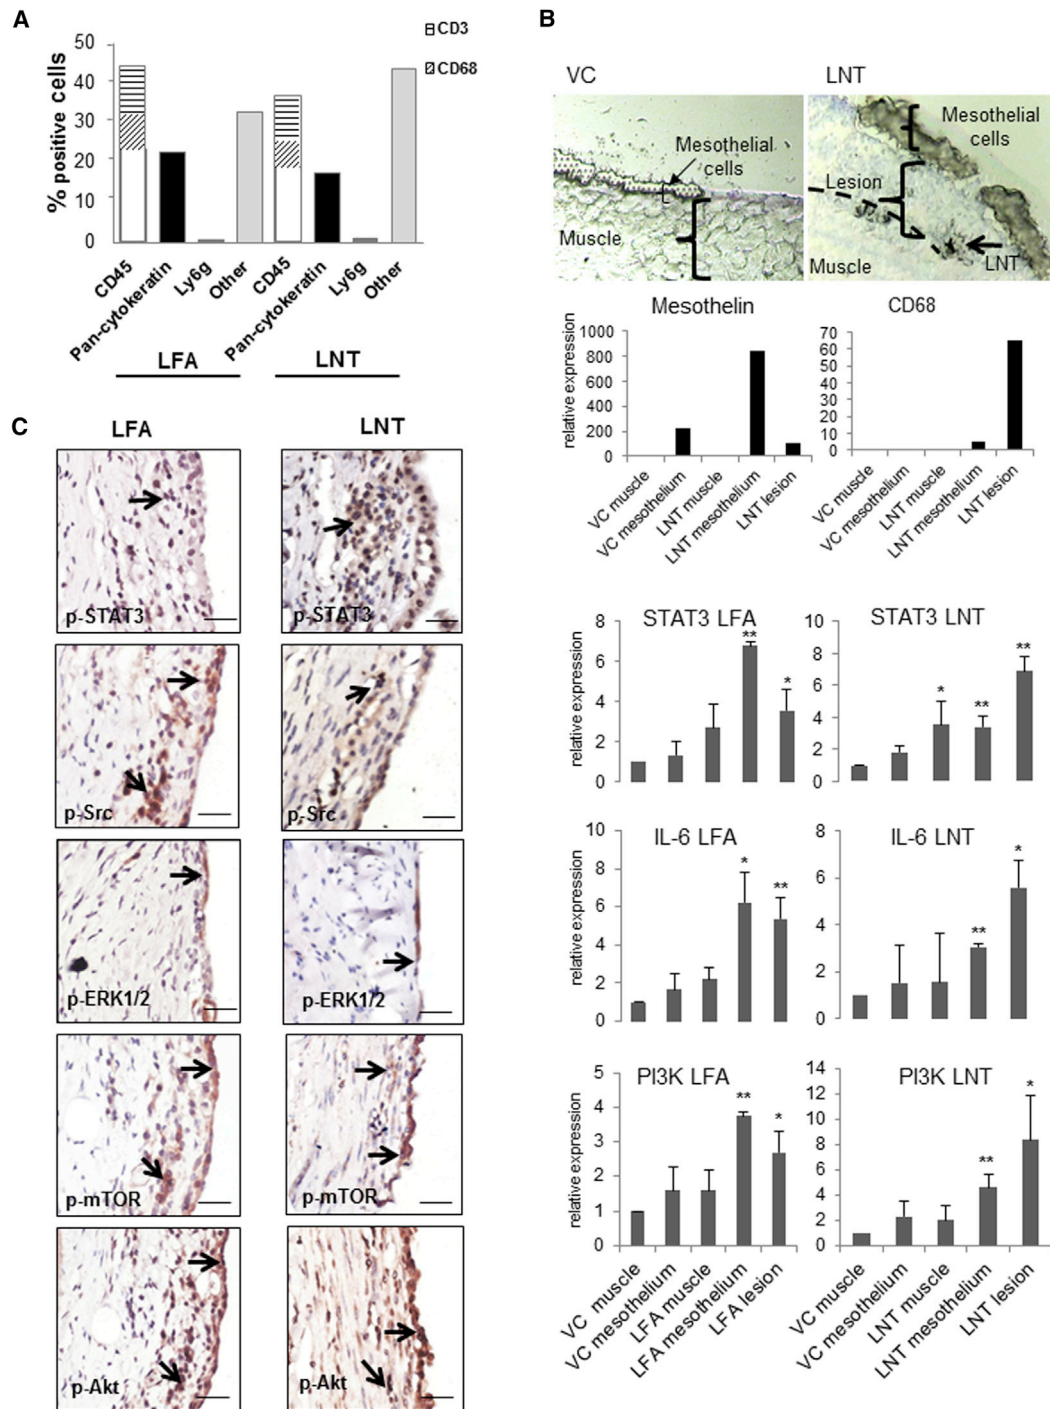 A
CD3
CD68
% positive cells
50
40
30
20
10
0
CD45
Pan-cytokeratin
Ly6g
Other
CD45
Pan-cytokeratin
Ly6g
Other
LFA
LNT
B
VC
LNT
Mesothelial
cells
Muscle
Mesothelial
cells
Lesion
LNT
Muscle
Mesothelin
relative expression
1000
800
600
400
200
0
VC muscle
VC mesothelium
LNT muscle
LNT mesothelium
LNT lesion
CD68
70
60
50
40
30
20
10
0
VC muscle
VC mesothelium
LNT muscle
LNT mesothelium
LNT lesion
STAT3 LFA
relative expression
8
6
4
2
0
**
*
STAT3 LNT
10
8
6
4
2
0
*
**
**
IL-6 LFA
relative expression
10
8
6
4
2
0
*
**
IL-6 LNT
8
6
4
2
0
**
*
PI3K LFA
relative expression
5
4
3
2
1
0
**
*
VC muscle
VC mesothelium
LFA muscle
LFA mesothelium
LFA lesion
PI3K LNT
14
12
10
8
6
4
2
0
**
*
VC muscle
VC mesothelium
LNT muscle
LNT mesothelium
LNT lesion
C
LFA
LNT
p-STAT3
p-STAT3
p-Src
p-Src
p-ERK1/2
p-ERK1/2
p-mTOR
p-mTOR
p-Akt
p-Akt